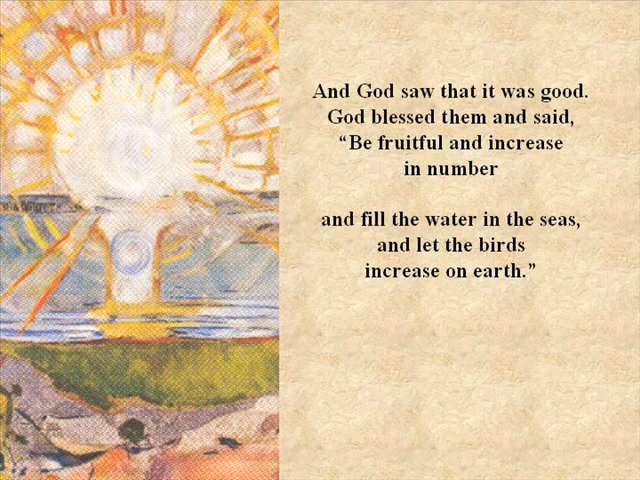 And God saw that it was good.
God blessed them and said,
“Be fruitful and increase
in number
and fill the water in the seas,
and let the birds
increase on earth.”